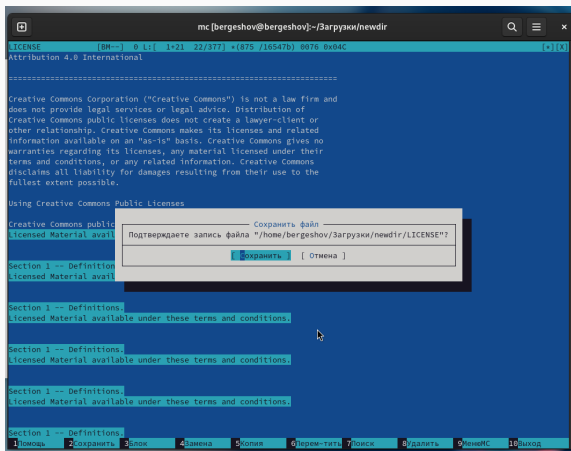 mc [bergeshov@bergeshov]:~/Загрузки/newdir
LICENSE [BM--] 0 L:[ 1+21 22/377] *(875 /16547b) 0076 0x04C [*][X]
Attribution 4.0 International
=======================================================================
Creative Commons Corporation ("Creative Commons") is not a law firm and
does not provide legal services or legal advice. Distribution of
Creative Commons public licenses does not create a lawyer-client or
other relationship. Creative Commons makes its licenses and related
information available on an "as-is" basis. Creative Commons gives no
warranties regarding its licenses, any material licensed under their
terms and conditions, or any related information. Creative Commons
disclaims all liability for damages resulting from their use to the
fullest extent possible.
Using Creative Commons Public Licenses
Creative Commons public
Licensed Material avail
Сохранить файл
Подтверждаете запись файла "/home/bergeshov/Загрузки/newdir/LICENSE"?
[ Сохранить ] [ Отмена ]
Section 1 -- Definitions.
Licensed Material avail
Section 1 -- Definitions.
Licensed Material available under these terms and conditions.
Section 1 -- Definitions.
Licensed Material available under these terms and conditions.
Section 1 -- Definitions.
Licensed Material available under these terms and conditions.
Section 1 -- Definitions.
1Помощь 2Сохранить 3Блок 4Замена 5Копия 6Перем~тить 7Поиск 8Удалить 9МенюMC 10Выход